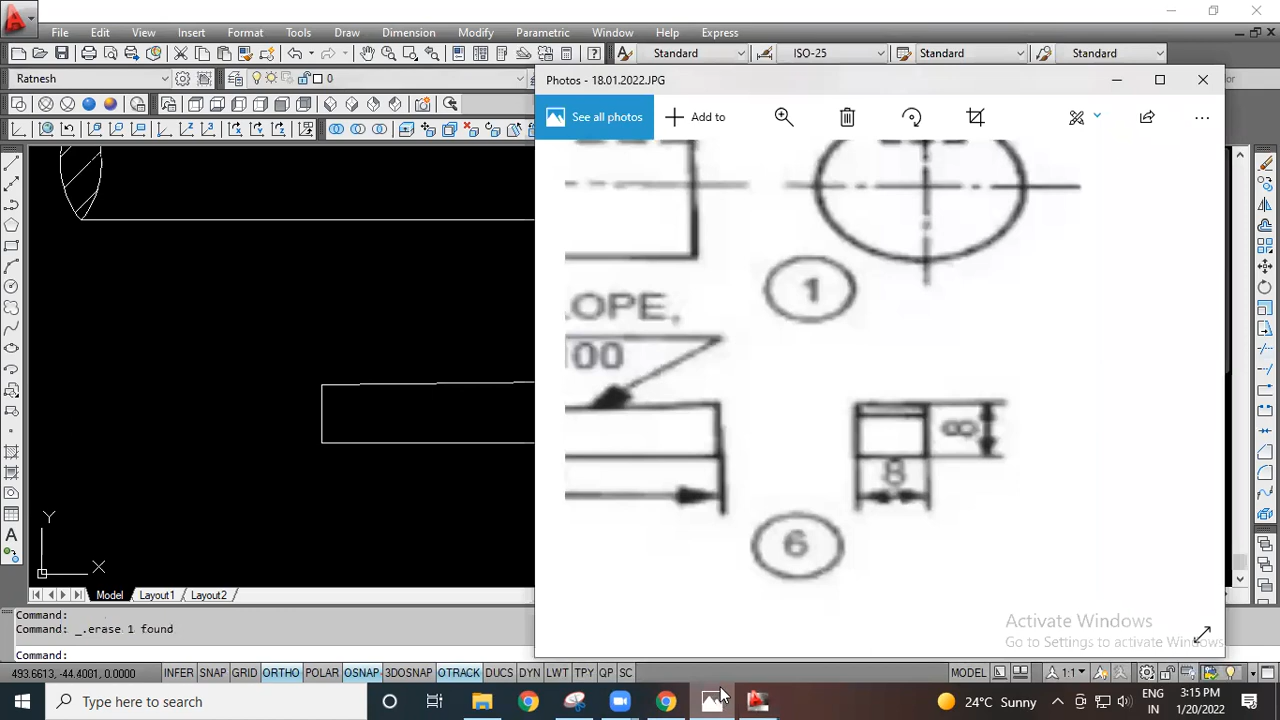 File Edit View Insert Format Tools Draw Dimension Modify Parametric Window Help Express
Standard ISO-25 Standard Standard
Ratnesh 0
Photos - 18.01.2022.JPG
See all photos Add to
1
LOPE,
100
8
8
6
Y
X
Model Layout1 Layout2
Command:
Command: _.erase 1 found
Command:
Activate Windows
Go to Settings to activate Windows
493.6613, -44.4001, 0.0000 INFER SNAP GRID ORTHO POLAR OSNAP 3DOSNAP OTRACK DUCS DYN LWT TPY QP SC MODEL 1:1
Type here to search
24°C Sunny
ENG
IN
3:15 PM
1/20/2022